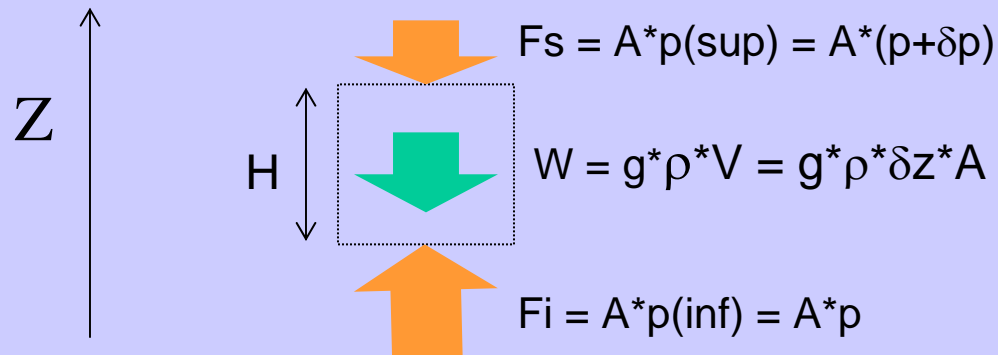 Fs = A*p(sup) = A*(p+δp)
Z
H
W = g*ρ*V = g*ρ*δz*A
Fi = A*p(inf) = A*p